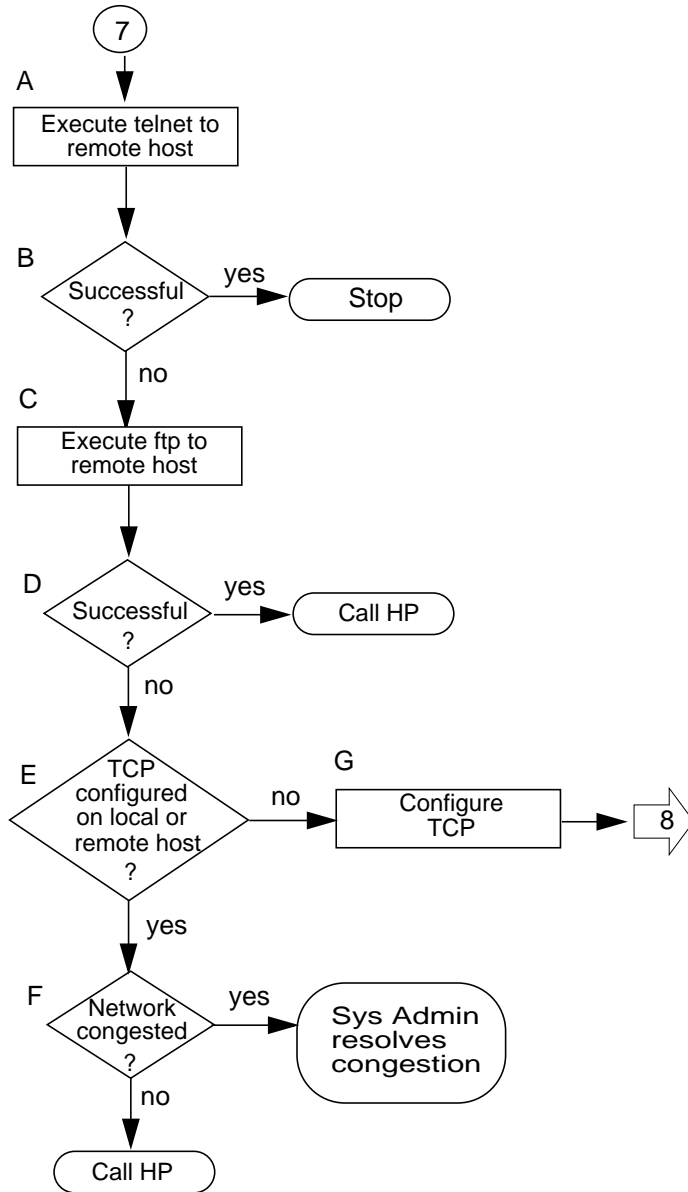 7
A
Execute telnet to
remote host
B
Successful
?
yes
Stop
no
C
Execute ftp to
remote host
D
Successful
?
yes
Call HP
no
E
TCP
configured
on local or
remote host
?
no
G
Configure
TCP
8
yes
F
Network
congested
?
yes
Sys Admin
resolves
congestion
no
Call HP